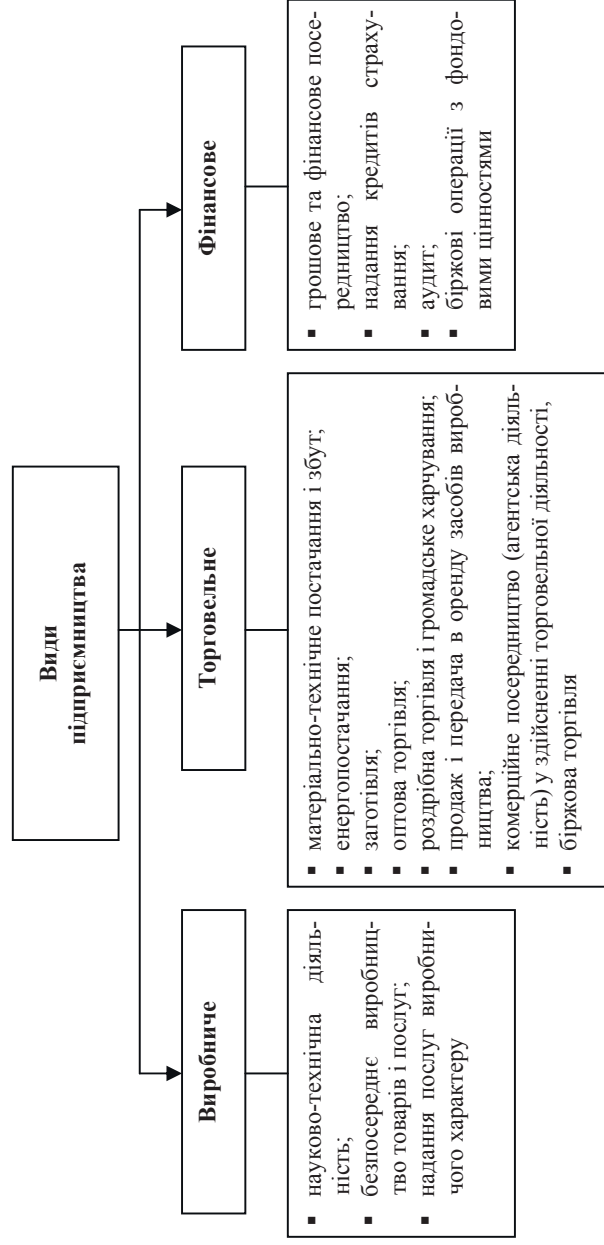 Види
підприємництва
Виробниче
Торговельне
Фінансове
▪ науково-технічна діяль-
ність;
▪ безпосереднє виробниц-
тво товарів і послуг;
▪ надання послуг виробни-
чого характеру
▪ матеріально-технічне постачання і збут;
▪ енергопостачання;
▪ заготівля;
▪ оптова торгівля;
▪ роздрібна торгівля і громадське харчування;
▪ продаж і передача в оренду засобів вироб-
ництва;
▪ комерційне посередництво (агентська діяль-
ність) у здійсненні торговельної діяльності,
▪ біржова торгівля
▪ грошове та фінансове посе-
редництво;
▪ надання кредитів страху-
вання;
▪ аудит;
▪ біржові операції з фондо-
вими цінностями